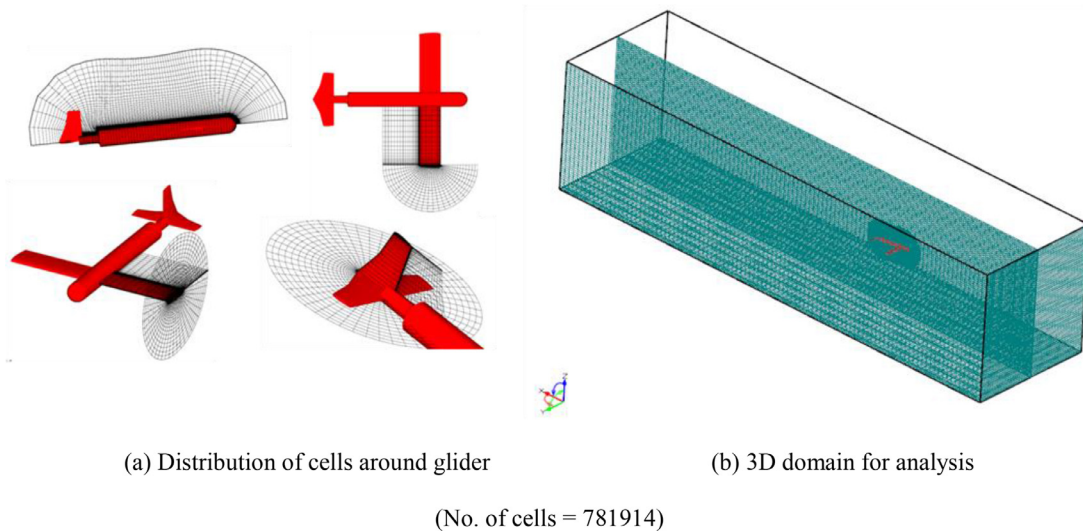 Z
X
Y
(a) Distribution of cells around glider
(b) 3D domain for analysis
(No. of cells = 781914)